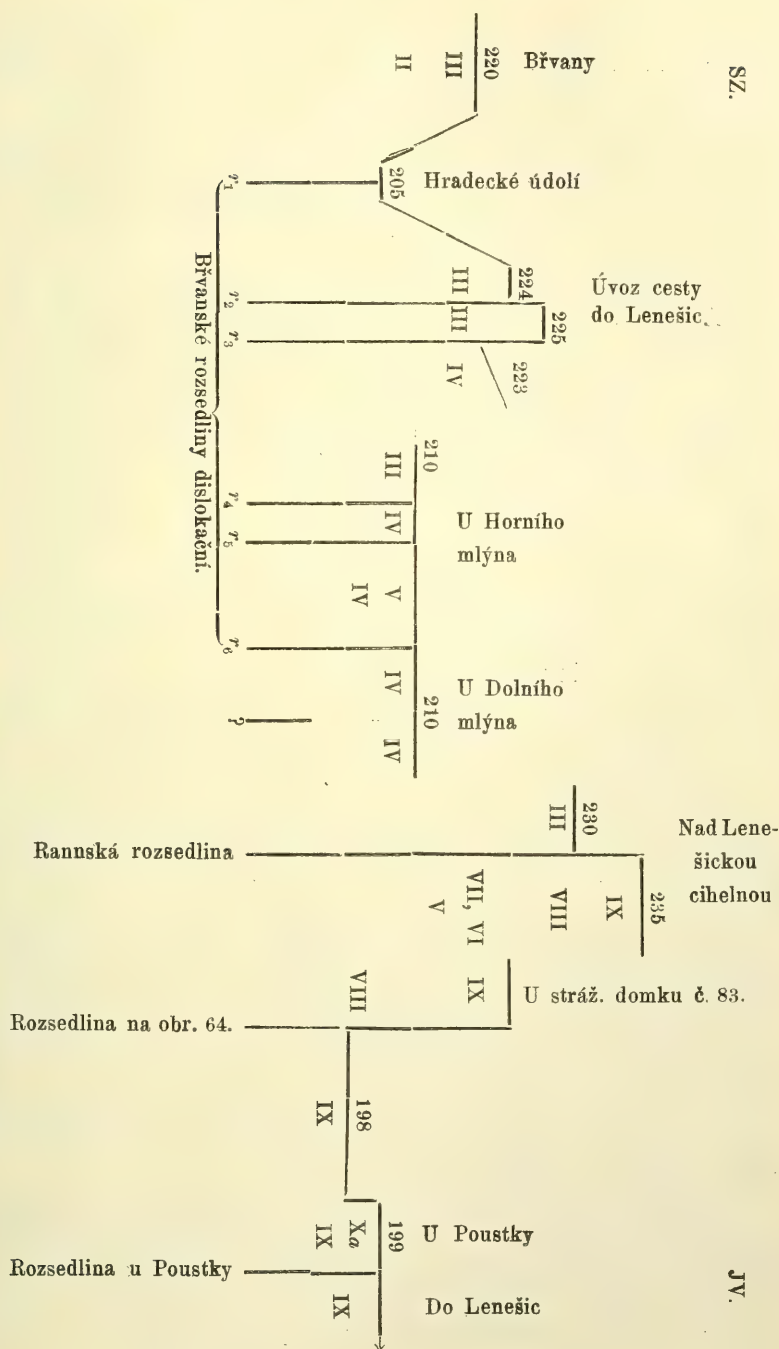 SZ.
Břvany
220
III
II
Hradecké údolí
205
r1
Úvoz cesty
do Lenešic.
224
III
r2
225
III
r3
223
IV
Břvanské rozsedliny dislokační.
210
III
r4
U Horního
mlýna
IV
r5
V
IV
r6
U Dolního
mlýna
IV
210
?
IV
Nad Lene-
šickou
cihelnou
230
III
Rannská rozsedlina
235
IX
VIII
VII, VI
V
U stráž. domku č. 83.
IX
VIII
Rozsedlina na obr. 64.
198
IX
U Poustky
199
Xa
IX
Rozsedlina u Poustky
Do Lenešic
IX
JV.